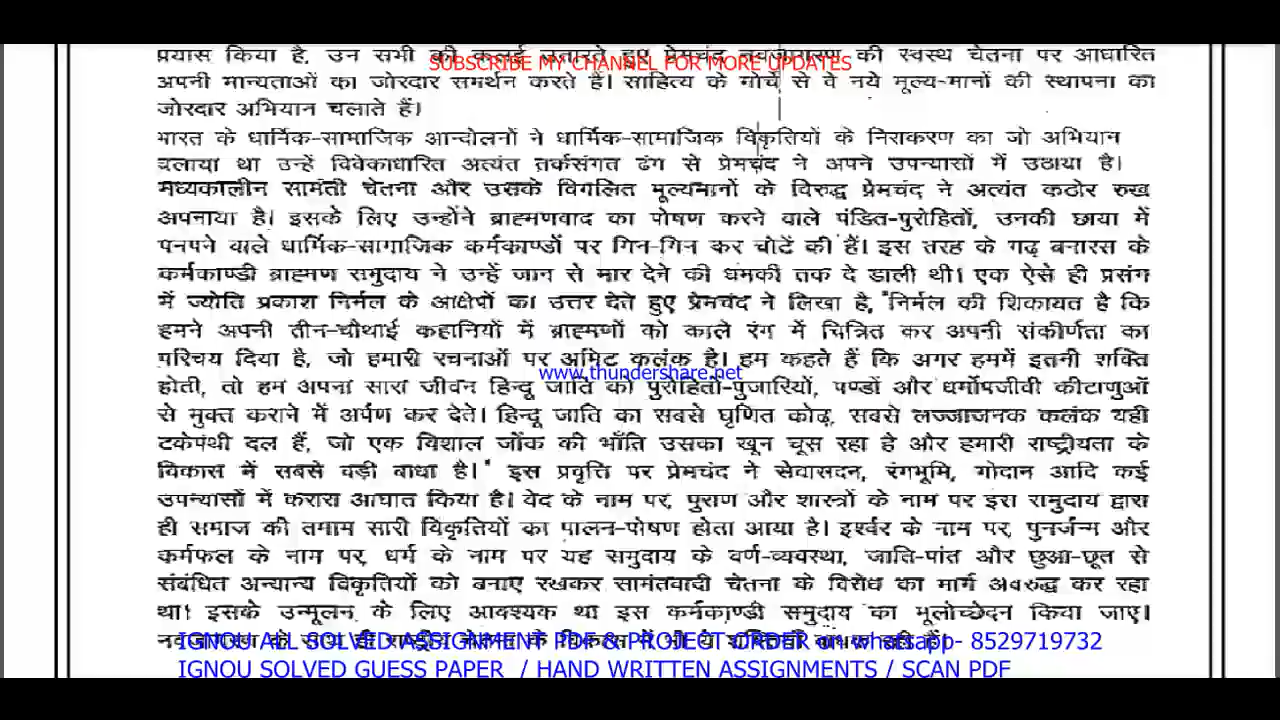 प्रयास किया है, उन सभी की कलई उतारते हुए प्रेमचंद नवजागरण की स्वस्थ चेतना पर आधारित
SUBSCRIBE MY CHANNEL FOR MORE UPDATES
अपनी मान्यताओं का जोरदार समर्थन करते हैं। साहित्य के मोर्चे से वे नये मूल्य-मानों की स्थापना का
जोरदार अभियान चलाते हैं।
भारत के धार्मिक-सामाजिक आन्दोलनों ने धार्मिक-सामाजिक विकृतियों के निराकरण का जो अभियान
चलाया था उन्हें विवेकाधारित अत्यंत तर्कसंगत ढंग से प्रेमचंद ने अपने उपन्यासों में उठाया है।
मध्यकालीन सामंती चेतना और उसके विगलित मूल्यमानों के विरुद्ध प्रेमचंद ने अत्यंत कठोर रुख
अपनाया है। इसके लिए उन्होंने ब्राह्मणवाद का पोषण करने वाले पंडित-पुरोहितों, उनकी छाया में
पनपने वाले धार्मिक-सामाजिक कर्मकाण्डों पर गिन-गिन कर चोटें की हैं। इस तरह के गढ़ बनारस के
कर्मकाण्डी ब्राह्मण समुदाय ने उन्हें जान से मार देने की धमकी तक दे डाली थी। एक ऐसे ही प्रसंग
में ज्योति प्रकाश निर्मल के आक्षेपों का उत्तर देते हुए प्रेमचंद ने लिखा है, "निर्मल की शिकायत है कि
हमने अपनी तीन-चौथाई कहानियों में ब्राह्मणों को काले रंग में चित्रित कर अपनी संकीर्णता का
परिचय दिया है, जो हमारी रचनाओं पर अमिट कलंक है। हम कहते हैं कि अगर हममें इतनी शक्ति
www.thundershare.net
होती, तो हम अपना सारा जीवन हिन्दू जाति को पुरोहितों-पुजारियों, पण्डों और धर्मोपजीवी कीटाणुओं
से मुक्त कराने में अर्पण कर देते। हिन्दू जाति का सबसे घृणित कोढ़, सबसे लज्जाजनक कलंक यही
टकेपंथी दल हैं, जो एक विशाल जोंक की भाँति उसका खून चूस रहा है और हमारी राष्ट्रीयता के
विकास में सबसे बड़ी बाधा है।" इस प्रवृत्ति पर प्रेमचंद ने सेवासदन, रंगभूमि, गोदान आदि कई
उपन्यासों में करारा आघात किया है। वेद के नाम पर, पुराण और शास्त्रों के नाम पर इस समुदाय द्वारा
ही समाज की तमाम सारी विकृतियों का पालन-पोषण होता आया है। इर्श्वर के नाम पर, पुनर्जन्म और
कर्मफल के नाम पर, धर्म के नाम पर यह समुदाय के वर्ण-व्यवस्था, जाति-पांत और छुआ-छूत से
संबंधित अन्यान्य विकृतियों को बनाए रखकर सामंतवादी चेतना के विरोध का मार्ग अवरुद्ध कर रहा
था। इसके उन्मूलन के लिए आवश्यक था इस कर्मकाण्डी समुदाय का मूलोच्छेदन किया जाए।
IGNOU ALL SOLVED ASSIGNMENT PDF & PROJECT ORDER on whatsapp- 8529719732
IGNOU SOLVED GUESS PAPER / HAND WRITTEN ASSIGNMENTS / SCAN PDF